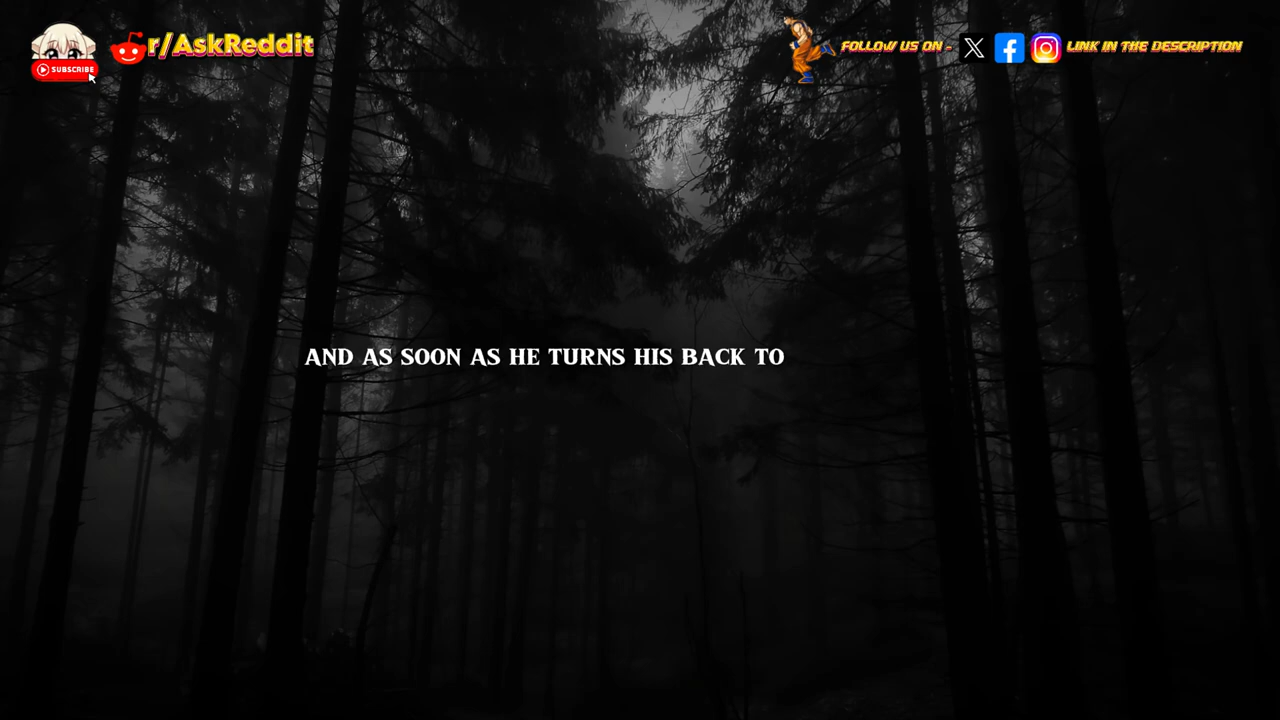 SUBSCRIBE
r/AskReddit
FOLLOW US ON -
LINK IN THE DESCRIPTION
AND AS SOON AS HE TURNS HIS BACK TO